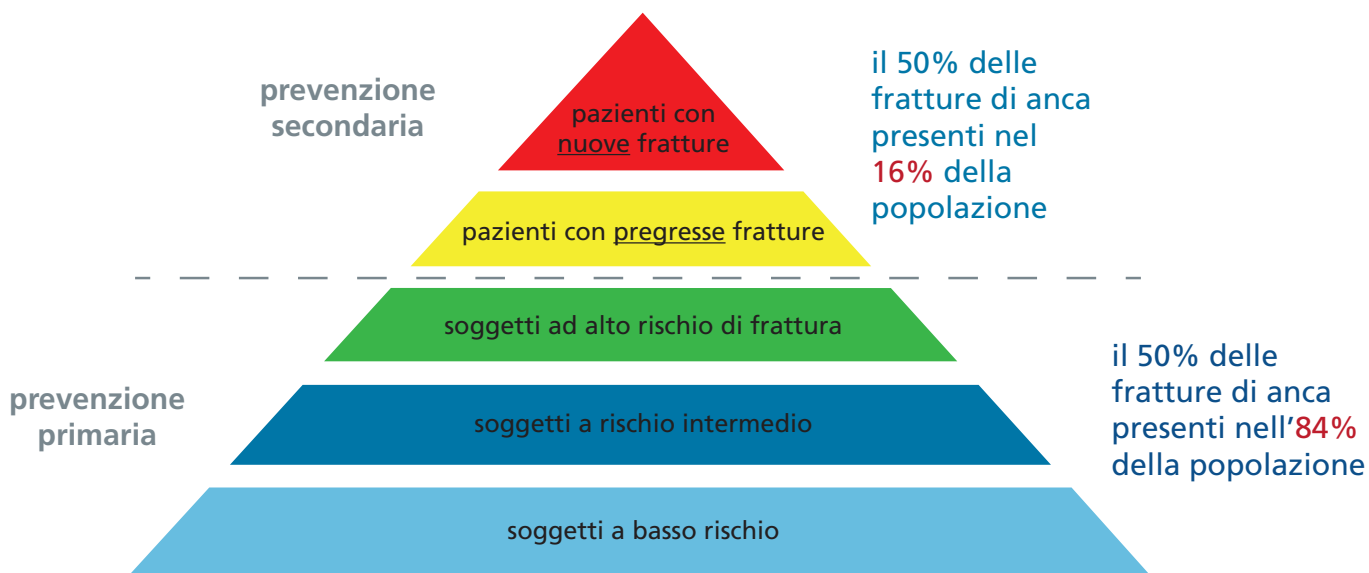 prevenzione
secondaria
pazienti con
nuove fratture
il 50% delle
fratture di anca
presenti nel
16% della
popolazione
pazienti con pregresse fratture
soggetti ad alto rischio di frattura
prevenzione
primaria
soggetti a rischio intermedio
il 50% delle
fratture di anca
presenti nell'84%
della popolazione
soggetti a basso rischio